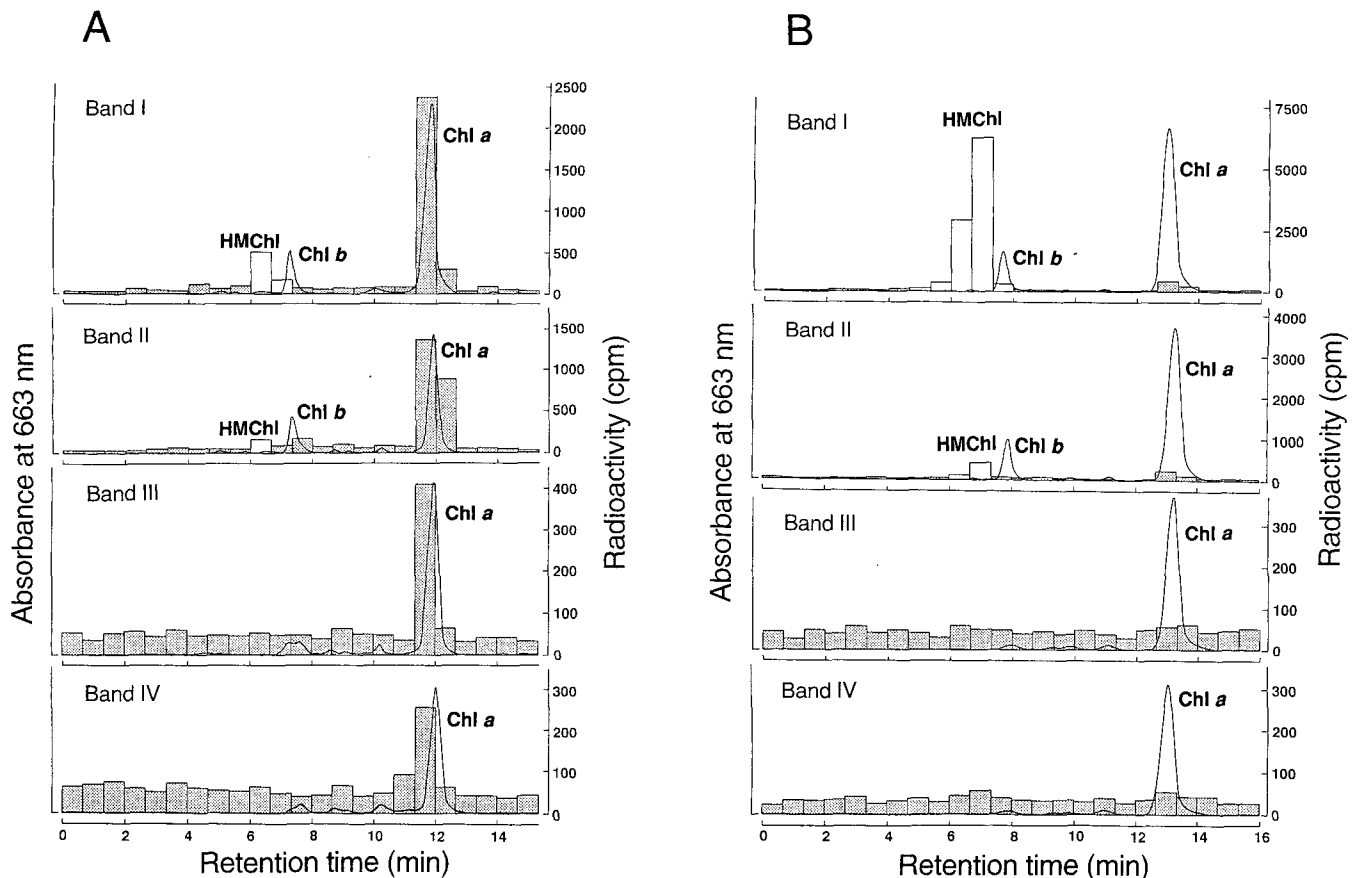 A
Band I
HMChl
Chl b
Chl a
2500
2000
1500
1000
500
0
Band II
HMChl
Chl b
Chl a
1500
1000
500
0
Band III
Chl a
400
300
200
100
0
Band IV
Chl a
300
200
100
0
0 2 4 6 8 10 12 14
Retention time (min)
Absorbance at 663 nm
Radioactivity (cpm)
B
Band I
HMChl
Chl b
Chl a
7500
5000
2500
0
Band II
HMChl
Chl b
Chl a
4000
3000
2000
1000
0
Band III
Chl a
300
200
100
0
Band IV
Chl a
300
200
100
0
0 2 4 6 8 10 12 14 16
Retention time (min)
Absorbance at 663 nm
Radioactivity (cpm)